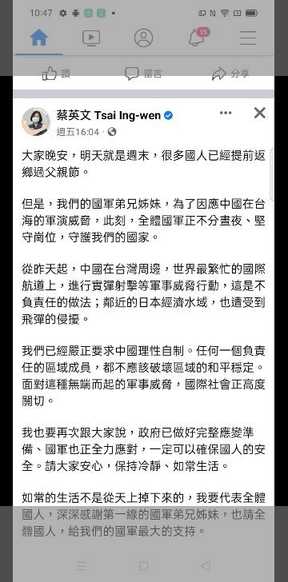 10:47
15
讚
留言
分享
蔡英文 Tsai Ing-wen
週五16:04 ·
大家晚安，明天就是週末，很多國人已經提前返
鄉過父親節。
但是，我們的國軍弟兄姊妹，為了因應中國在台
海的軍演威脅，此刻，全體國軍正不分晝夜、堅
守崗位，守護我們的國家。
從昨天起，中國在台灣周邊，世界最繁忙的國際
航道上，進行實彈射擊等軍事威脅行動，這是不
負責任的做法；鄰近的日本經濟水域，也遭受到
飛彈的侵擾。
我們已經嚴正要求中國理性自制。任何一個負責
任的區域成員，都不應該破壞區域的和平穩定。
面對這種無端而起的軍事威脅，國際社會正高度
關切。
我也要再次跟大家說，政府已做好完整應變準
備、國軍也正全力應對，一定可以確保國人的安
全。請大家安心，保持冷靜、如常生活。
如常的生活不是從天上掉下來的，我要代表全體
國人，深深感謝第一線的國軍弟兄姊妹，也請全
體國人，給我們的國軍最大的支持。